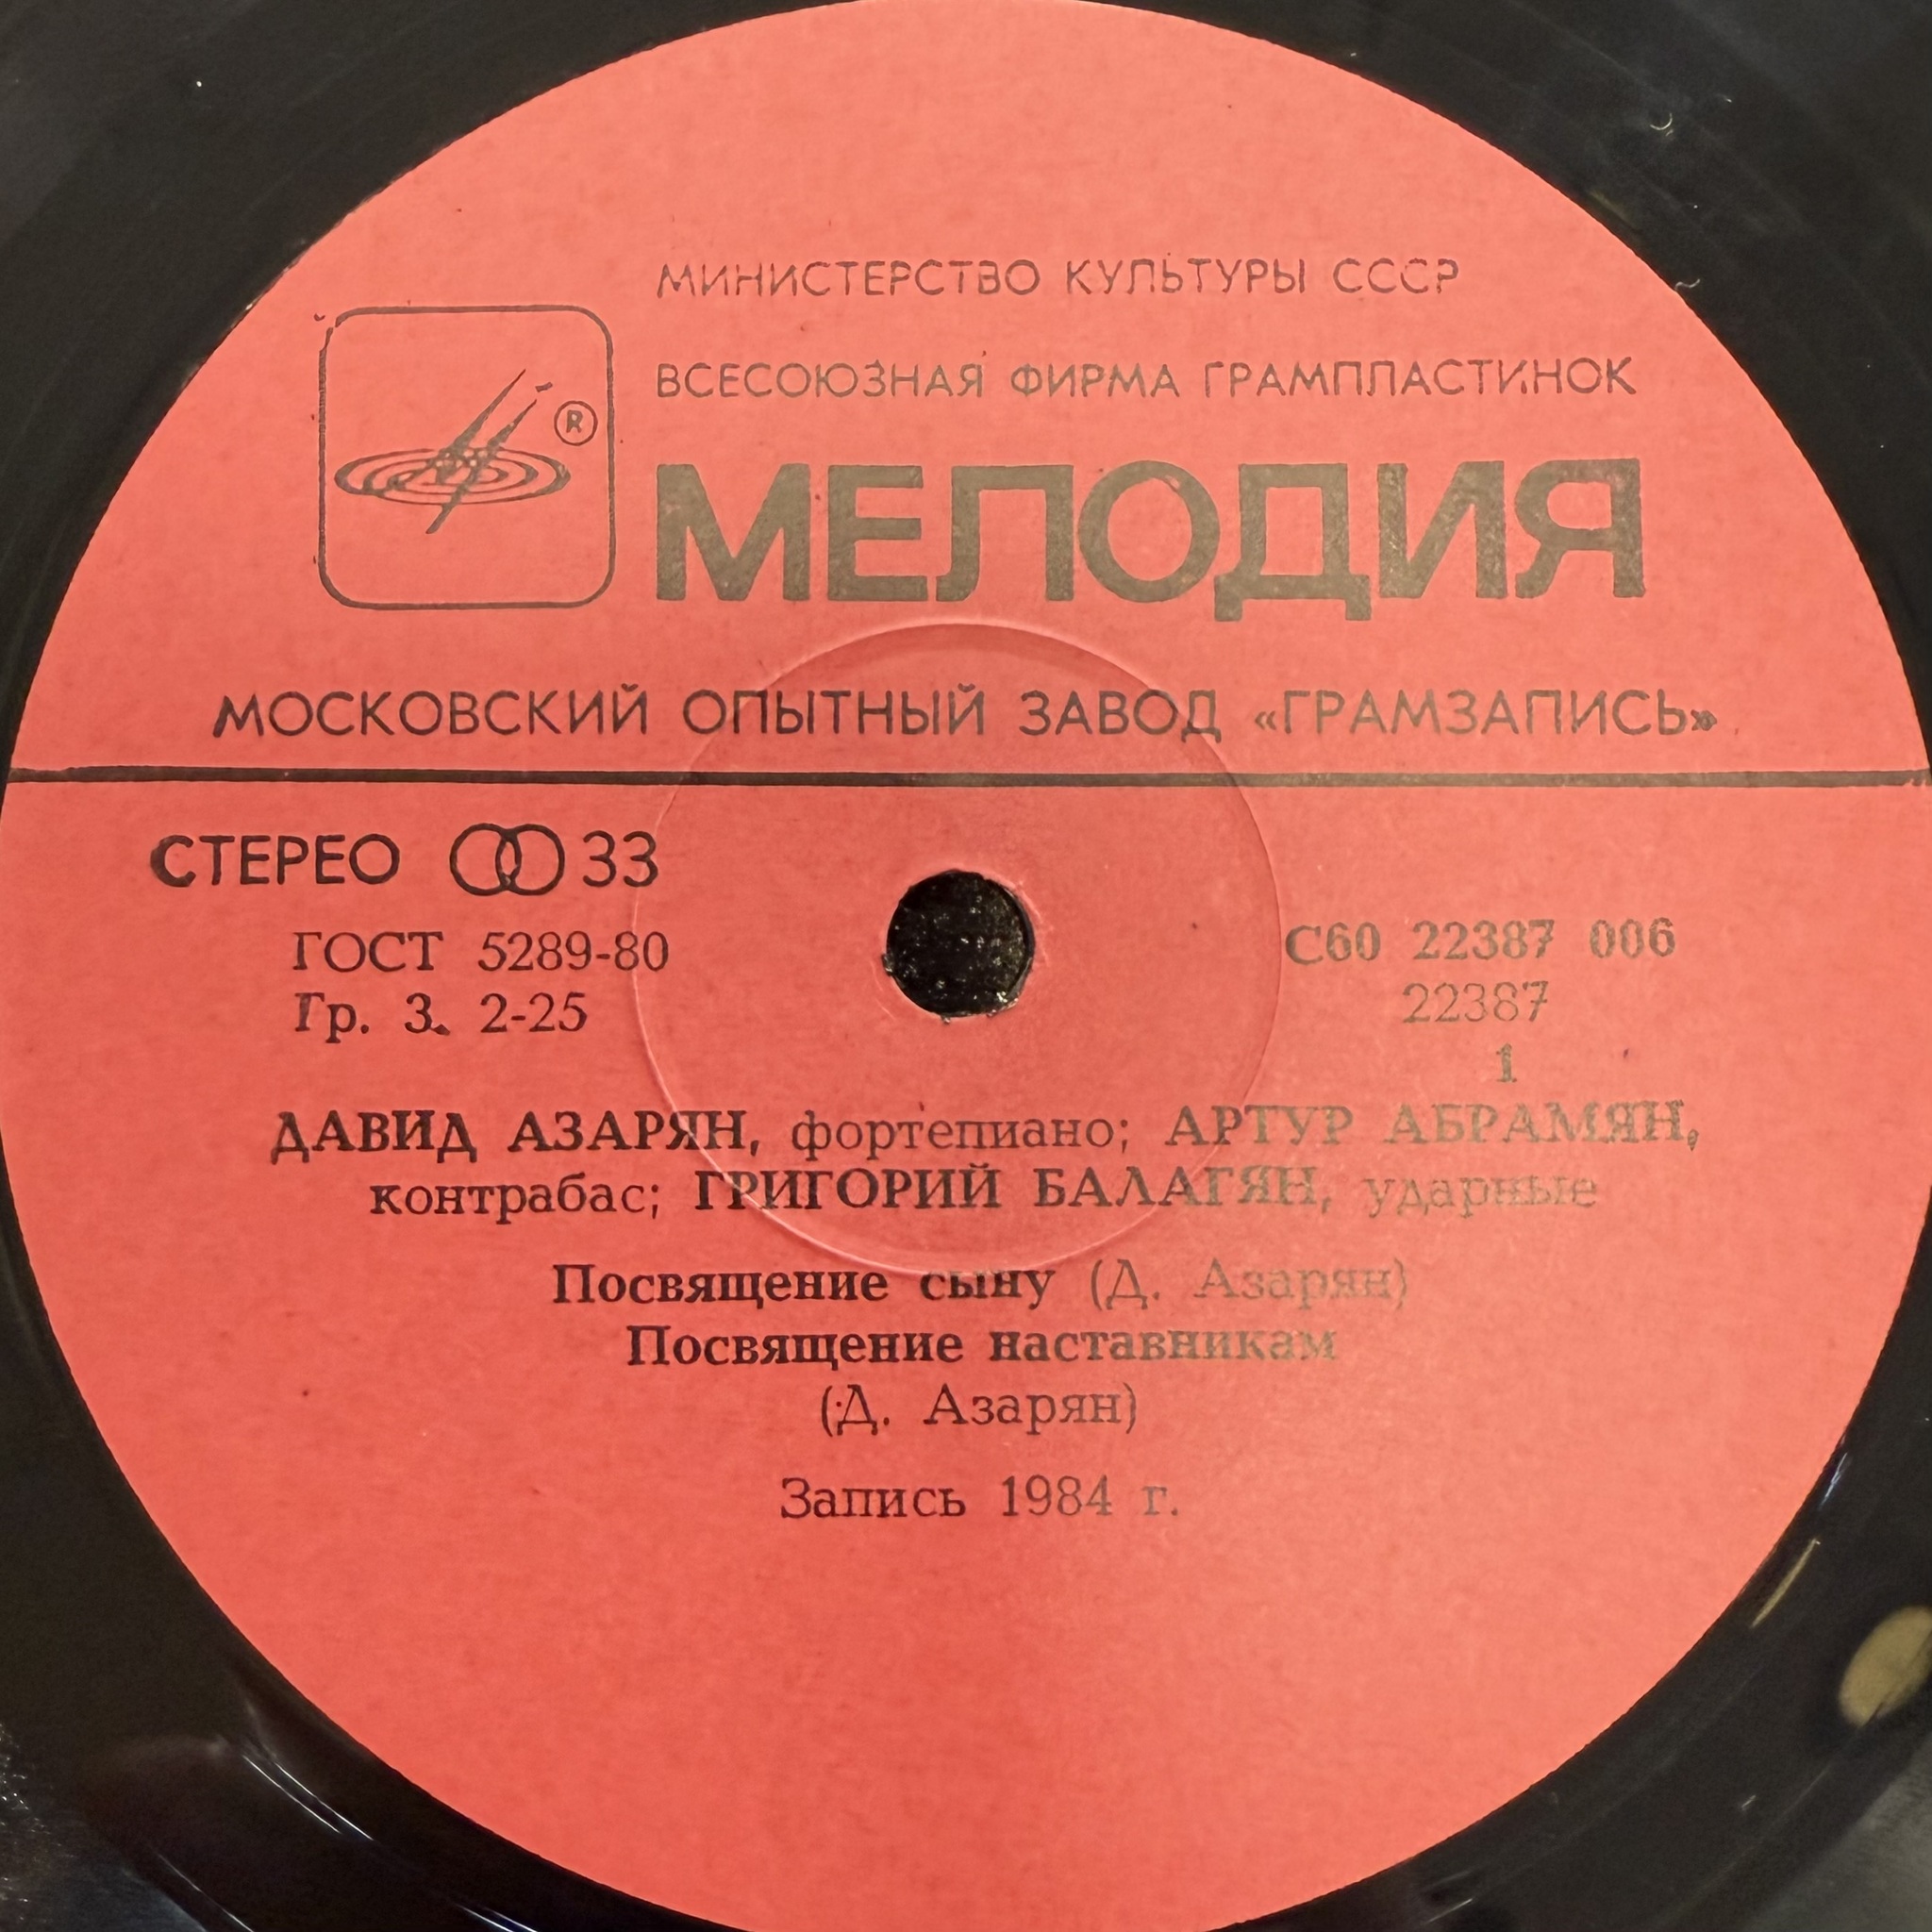 МИНИСТЕРСТВО КУЛЬТУРЫ СССР
ВСЕСОЮЗНАЯ ФИРМА ГРАМПЛАСТИНОК
®
МЕЛОДИЯ
МОСКОВСКИЙ ОПЫТНЫЙ ЗАВОД «ГРАМЗАПИСЬ»
СТЕРЕО 33
ГОСТ 5289-80
Гр. 3. 2-25
С60 22387 006
22387
1
ДАВИД АЗАРЯН, фортепиано; АРТУР АБРАМЯН,
контрабас; ГРИГОРИЙ БАЛАГЯН, ударные
Посвящение сыну (Д. Азарян)
Посвящение наставникам
(Д. Азарян)
Запись 1984 г.